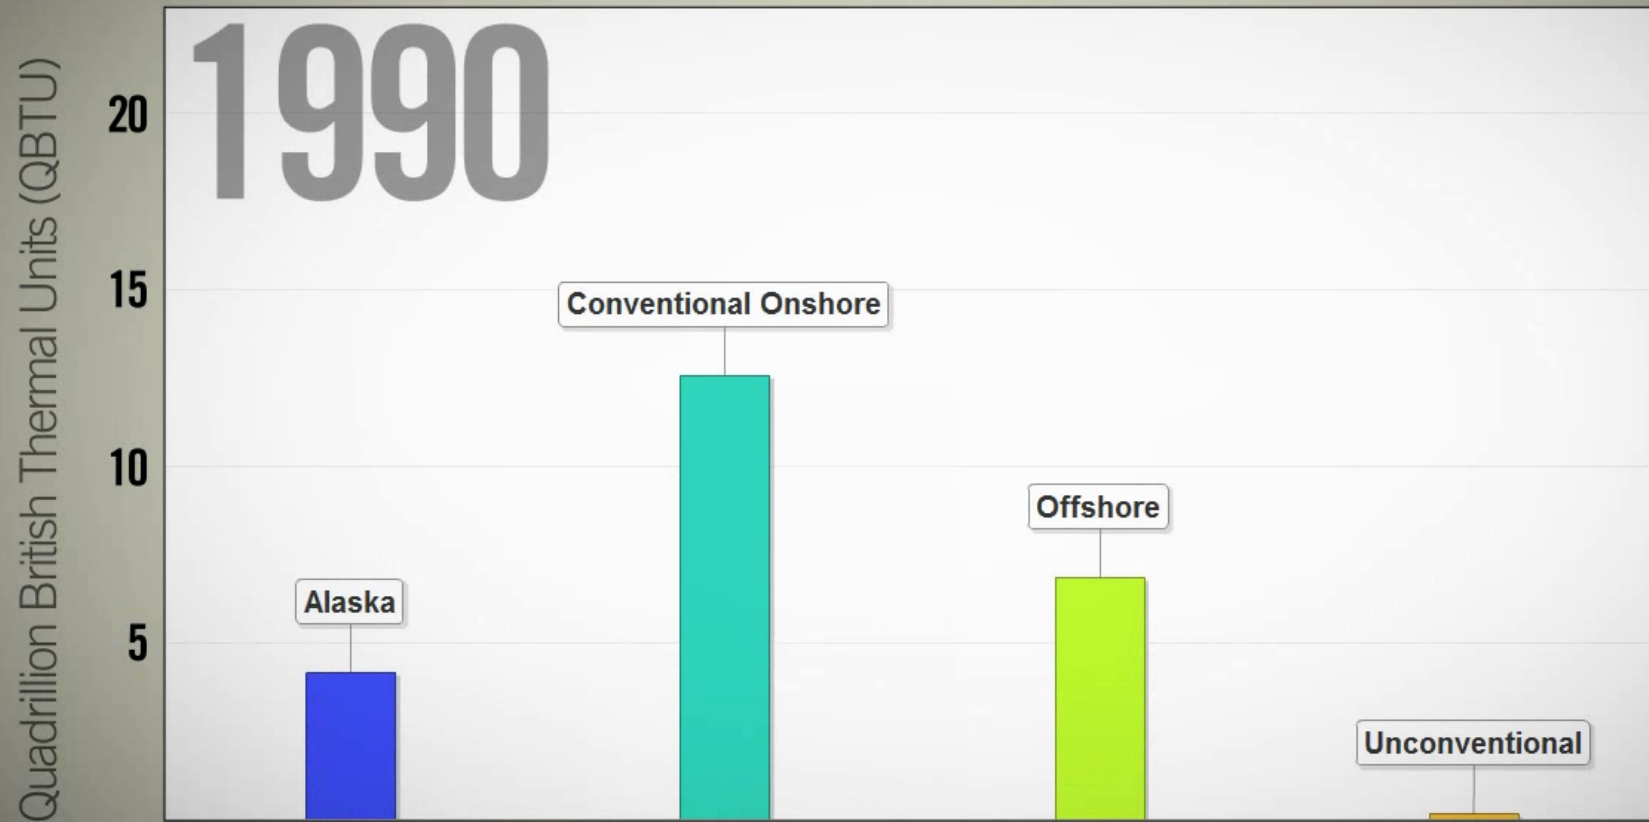 1990
Quadrillion British Thermal Units (QBTU)
20
15
10
5
Conventional Onshore
Offshore
Alaska
Unconventional